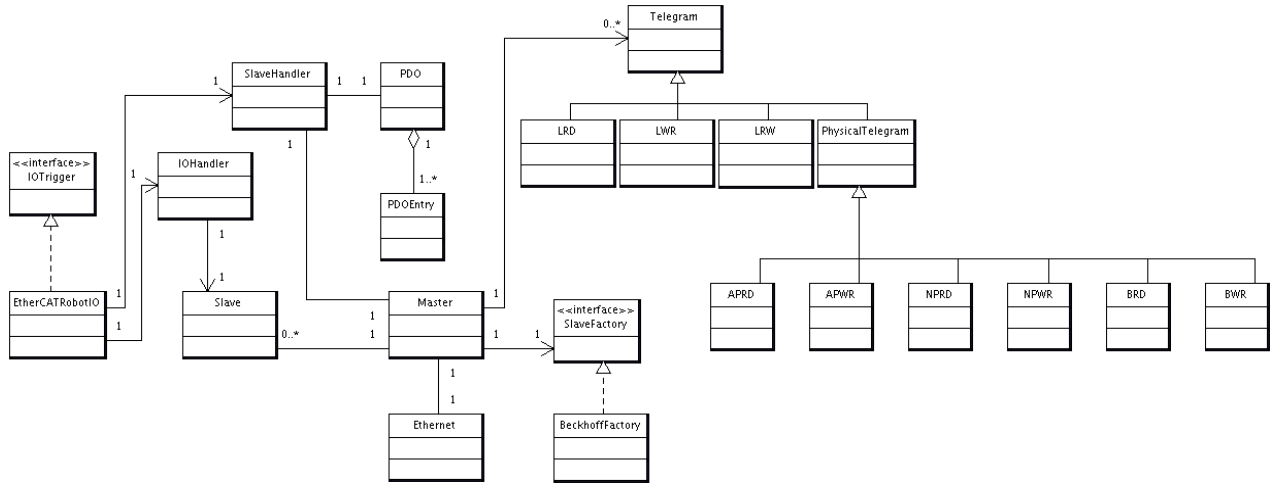 Telegram
0..*
SlaveHandler
PDO
1
1
1
LRD
LWR
LRW
PhysicalTelegram
1
1
<<interface>>
IOTrigger
IOHandler
1
1..*
PDOEntry
1
1
EtherCATRobotIO
1
1
Slave
0..*
Master
1
1
1
1
1
<<interface>>
SlaveFactory
APRD
APWR
NPRD
NPWR
BRD
BWR
1
1
Ethernet
BeckhoffFactory